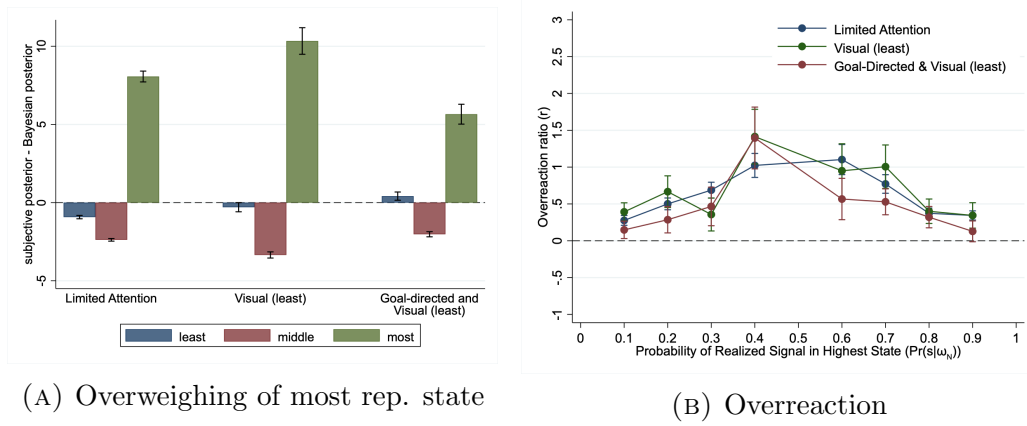 subjective posterior - Bayesian posterior
10
5
0
-5
Limited Attention
Visual (least)
Goal-directed and
Visual (least)
least
middle
most
(A) Overweighing of most rep. state
Overreaction ratio (r)
3
2.5
2
1.5
1
.5
0
-.5
-1
Limited Attention
Visual (least)
Goal-Directed & Visual (least)
0 0.1 0.2 0.3 0.4 0.5 0.6 0.7 0.8 0.9 1
Probability of Realized Signal in Highest State (Pr(s|ω_N))
(B) Overreaction